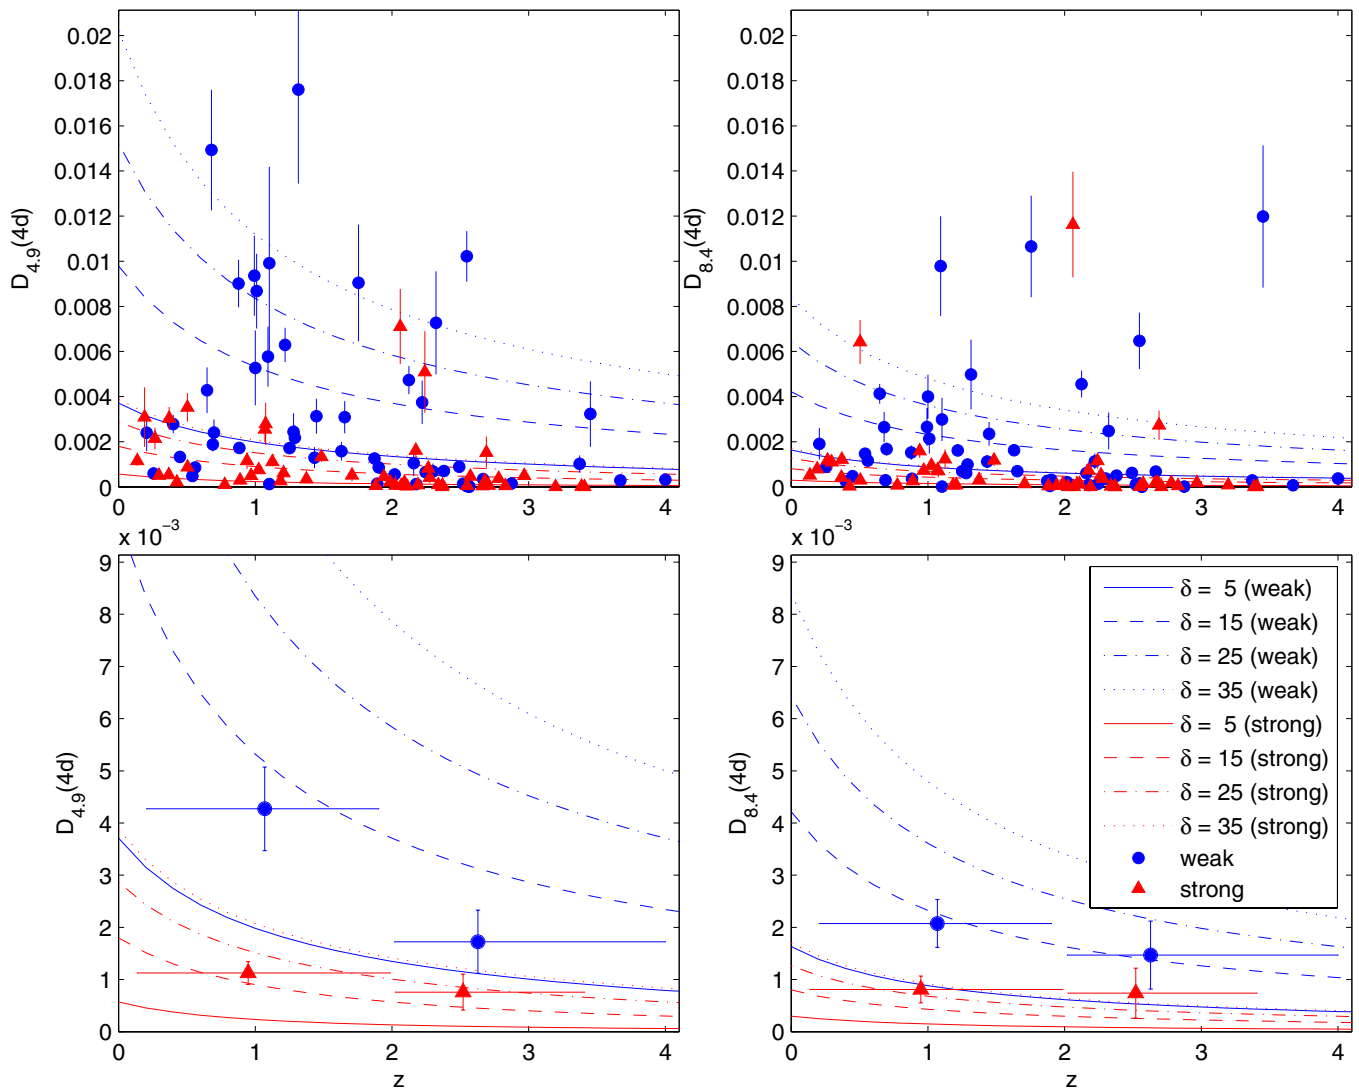 0.02
0.018
0.016
0.014
0.012
0.01
0.008
0.006
0.004
0.002
0
D4.9(4d)
0 1 2 3 4
0.02
0.018
0.016
0.014
0.012
0.01
0.008
0.006
0.004
0.002
0
D8.4(4d)
0 1 2 3 4
x 10−3
9
8
7
6
5
4
3
2
1
0
D4.9(4d)
0 1 2 3 4
z
x 10−3
9
8
7
6
5
4
3
2
1
0
D8.4(4d)
0 1 2 3 4
z
δ = 5 (weak)
δ = 15 (weak)
δ = 25 (weak)
δ = 35 (weak)
δ = 5 (strong)
δ = 15 (strong)
δ = 25 (strong)
δ = 35 (strong)
weak
strong